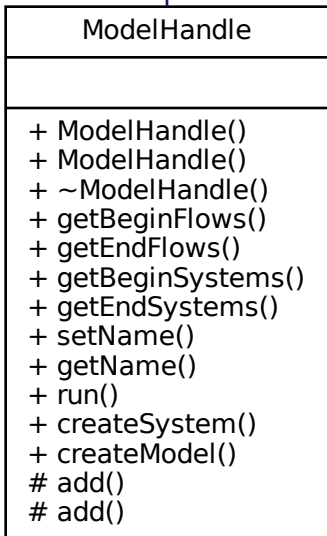 ModelHandle
+ ModelHandle()
+ ModelHandle()
+ ~ModelHandle()
+ getBeginFlows()
+ getEndFlows()
+ getBeginSystems()
+ getEndSystems()
+ setName()
+ getName()
+ run()
+ createSystem()
+ createModel()
# add()
# add()